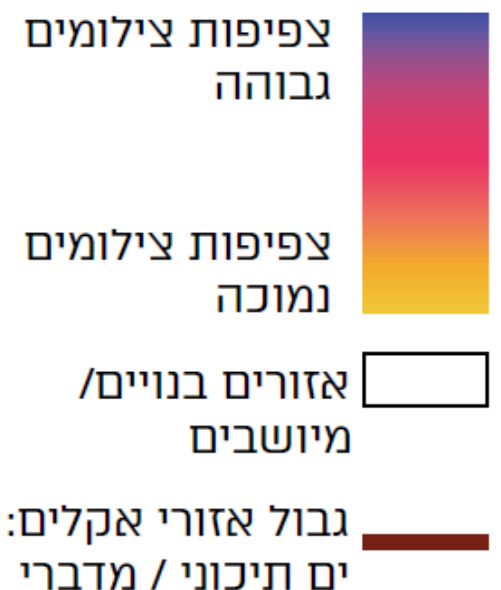 צפיפות צילומים
גבוהה
צפיפות צילומים
נמוכה
אזורים בנויים/
מיושבים
גבול אזורי אקלים:
ים תיכוני / מדברי